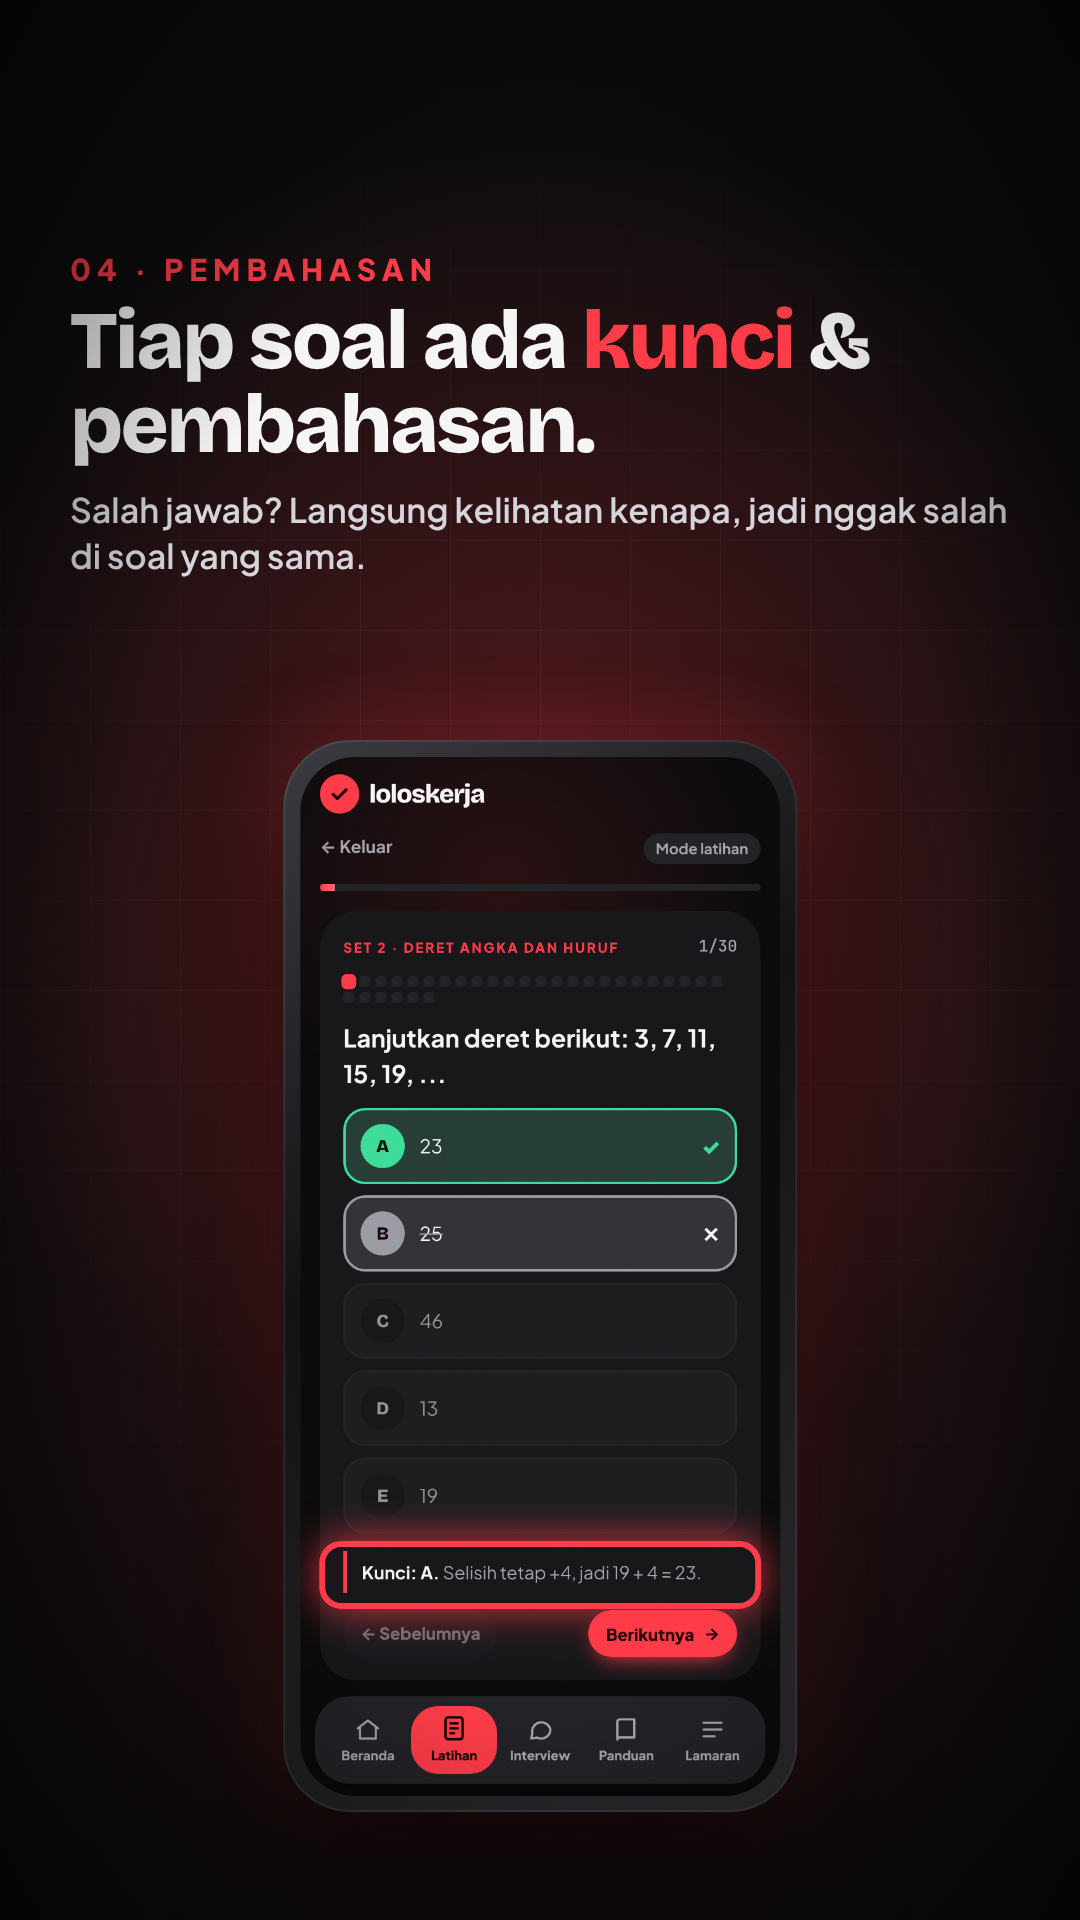 04 · PEMBAHASAN
Tiap soal ada kunci &
pembahasan.
Salah jawab? Langsung kelihatan kenapa, jadi nggak salah
di soal yang sama.
loloskerja
← Keluar
Mode latihan
SET 2 · DERET ANGKA DAN HURUF
1/30
Lanjutkan deret berikut: 3, 7, 11,
15, 19, ...
A 23 ✓
B 25 ✕
C 46
D 13
E 19
Kunci: A. Selisih tetap +4, jadi 19 + 4 = 23.
← Sebelumnya
Berikutnya →
Beranda
Latihan
Interview
Panduan
Lamaran